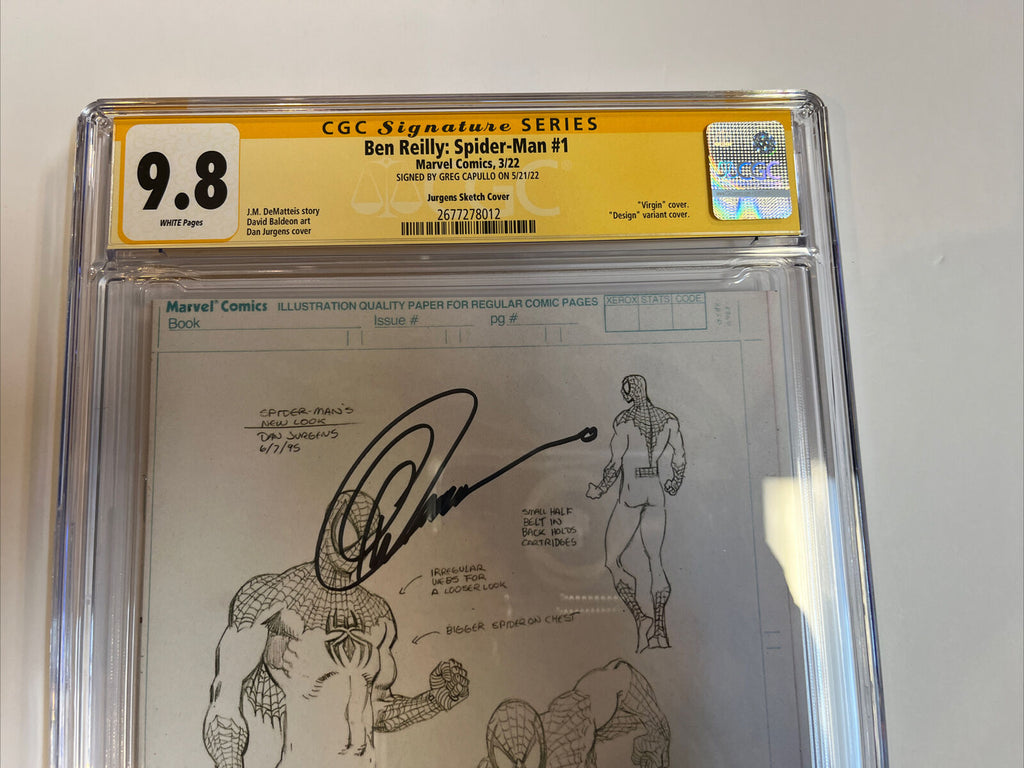 CGC Signature SERIES
Ben Reilly: Spider-Man #1
Marvel Comics, 3/22
SIGNED BY GREG CAPULLO ON 5/21/22
Jurgens Sketch Cover
2677278012
9.8
WHITE Pages
J.M. DeMatteis story
David Baldeon art
Dan Jurgens cover
"Virgin" cover.
"Design" variant cover.
CGC
Marvel Comics ILLUSTRATION QUALITY PAPER FOR REGULAR COMIC PAGES
XEROX STATS CODE
Book Issue # pg #
SPIDER-MAN'S
NEW LOOK
DAN JURGENS
6/7/95
SMALL HALF
BELT IN
BACK HOLDS
CARTRIDGES
IRREGULAR
WEBS FOR
A LOOSER LOOK
BIGGER SPIDER ON CHEST